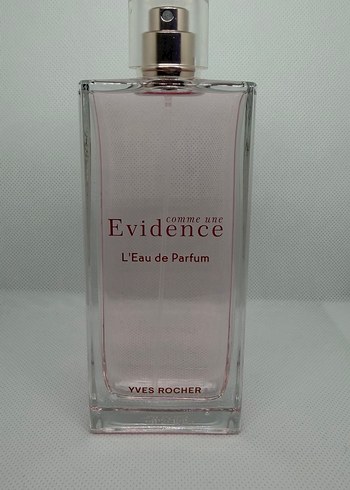 comme une
Evidence
L'Eau de Parfum
YVES ROCHER